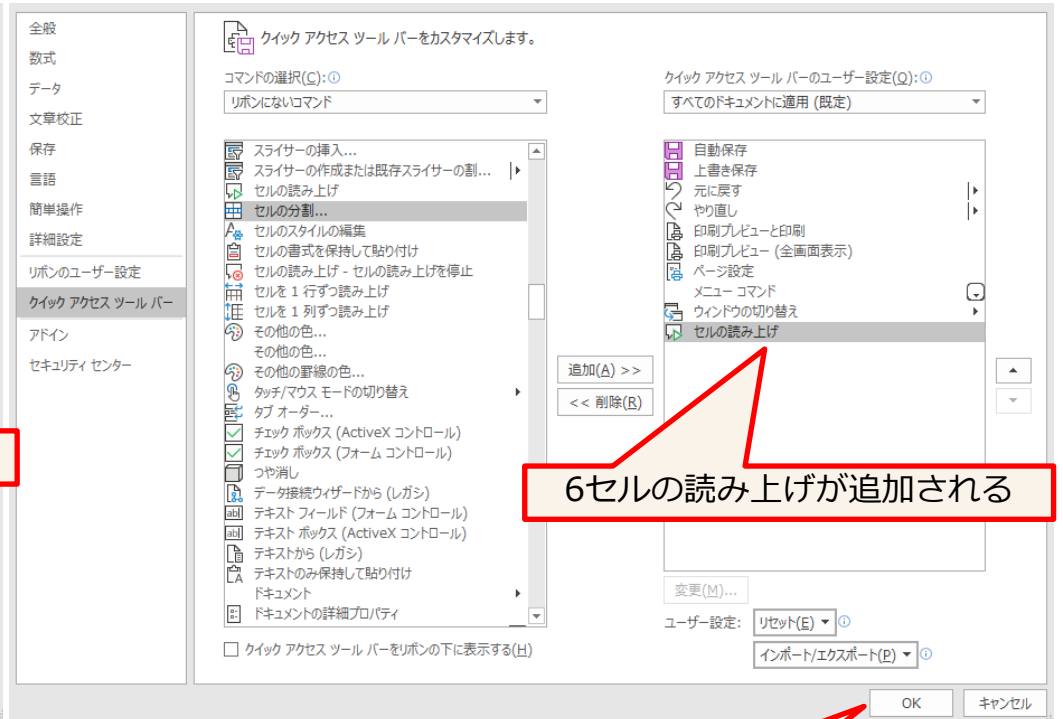 全般
数式
データ
文章校正
保存
言語
簡単操作
詳細設定
リボンのユーザー設定
クイック アクセス ツール バー
アドイン
セキュリティ センター
クイック アクセス ツール バーをカスタマイズします。
コマンドの選択(C):
リボンにないコマンド
スライサーの挿入...
スライサーの作成または既存スライサーの割...
セルの読み上げ
セルの分割...
セルのスタイルの編集
セルの書式を保持して貼り付け
セルの読み上げ - セルの読み上げを停止
セルを 1 行ずつ読み上げ
セルを 1 列ずつ読み上げ
その他の色...
その他の色...
その他の罫線の色...
タッチ/マウス モードの切り替え
タブ オーダー...
チェック ボックス (ActiveX コントロール)
チェック ボックス (フォーム コントロール)
つや消し
データ接続ウィザードから (レガシ)
テキスト フィールド (フォーム コントロール)
テキスト ボックス (ActiveX コントロール)
テキストから (レガシ)
テキストのみ保持して貼り付け
ドキュメント
ドキュメントの詳細プロパティ
クイック アクセス ツール バーをリボンの下に表示する(H)
追加(A) >>
<< 削除(R)
クイック アクセス ツール バーのユーザー設定(Q):
すべてのドキュメントに適用 (既定)
自動保存
上書き保存
元に戻す
やり直し
印刷プレビューと印刷
印刷プレビュー (全画面表示)
ページ設定
メニュー コマンド
ウィンドウの切り替え
セルの読み上げ
6セルの読み上げが追加される
変更(M)...
ユーザー設定:
リセット(E)
インポート/エクスポート(P)
OK
キャンセル